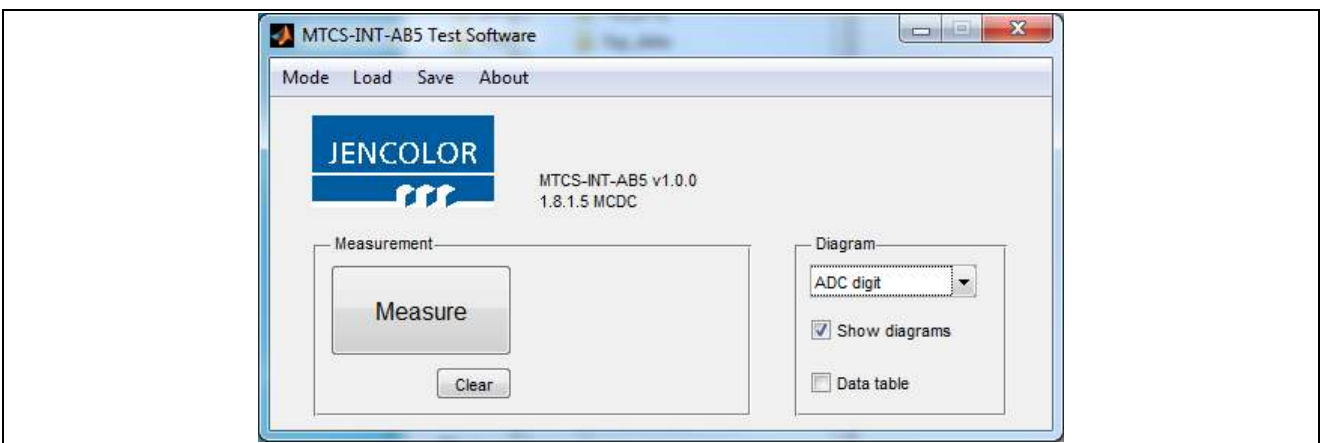 MTCS-INT-AB5 Test Software
Mode Load Save About
JENCOLOR
MTCS-INT-AB5 v1.0.0
1.8.1.5 MCDC
Measurement
Measure
Clear
Diagram
ADC digit
Show diagrams
Data table